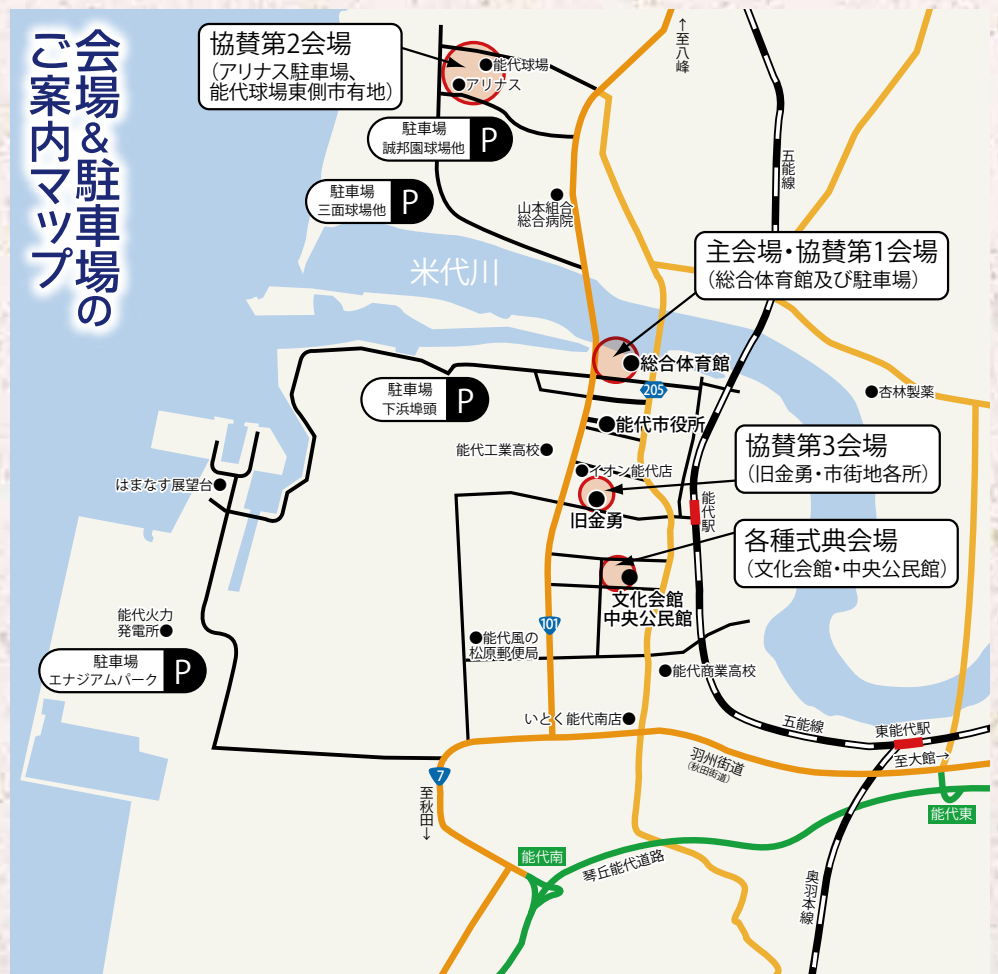 会場&駐車場の
ご案内マップ
協賛第2会場
（アリナス駐車場、
能代球場東側市有地）
能代球場
アリナス
↑至八峰
駐車場
誠邦園球場他
P
五能線
駐車場
三面球場他
P
山本組合
総合病院
米代川
主会場・協賛第1会場
（総合体育館及び駐車場）
総合体育館
205
駐車場
下浜埠頭
P
杏林製薬
能代市役所
能代工業高校
協賛第3会場
（旧金勇・市街地各所）
イオン能代店
はまなす展望台
旧金勇
能代駅
各種式典会場
（文化会館・中央公民館）
文化会館
中央公民館
能代火力
発電所
101
能代風の
松原郵便局
駐車場
エナジアムパーク
P
能代商業高校
いとく能代南店
五能線
東能代駅
至大館→
羽州街道
（秋田街道）
7
至秋田→
能代東
能代南
琴丘能代道路
奥羽本線